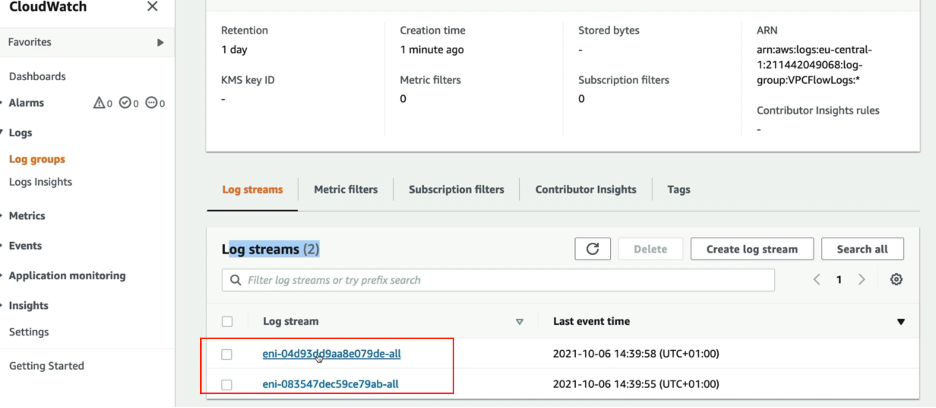 CloudWatch
Favorites
Dashboards
Alarms 0 0 0
Logs
Log groups
Logs Insights
Metrics
Events
Application monitoring
Insights
Settings
Getting Started
Retention
1 day
KMS key ID
-
Creation time
1 minute ago
Metric filters
0
Stored bytes
-
Subscription filters
0
ARN
arn:aws:logs:eu-central-
1:211442049068:log-
group:VPCFlowLogs:*
Contributor Insights rules
-
Log streams Metric filters Subscription filters Contributor Insights Tags
Log streams (2)
Delete Create log stream Search all
Filter log streams or try prefix search
1
Log stream Last event time
eni-04d93dd9aa8e079de-all 2021-10-06 14:39:58 (UTC+01:00)
eni-083547dec59ce79ab-all 2021-10-06 14:39:55 (UTC+01:00)